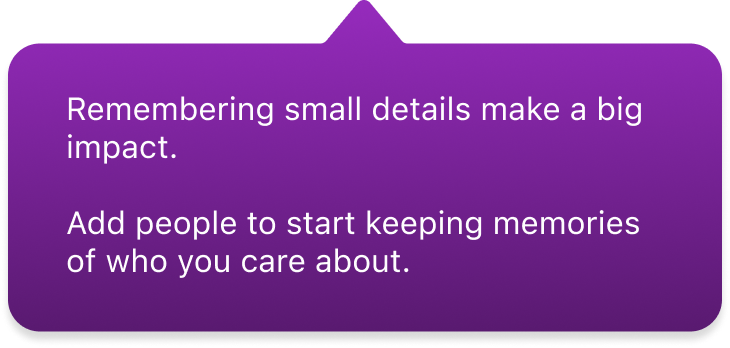 Remembering small details make a big
impact.
Add people to start keeping memories
of who you care about.